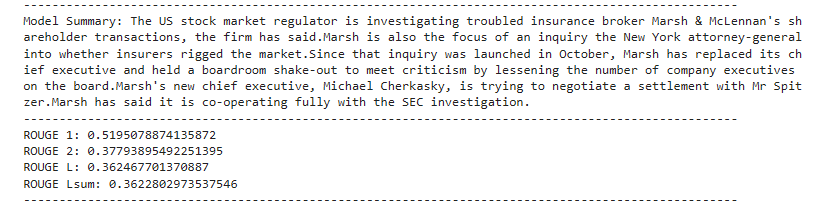 --------------------------------------------------------------------------------
Model Summary: The US stock market regulator is investigating troubled insurance broker Marsh & McLennan's sh
areholder transactions, the firm has said.Marsh is also the focus of an inquiry the New York attorney-general
into whether insurers rigged the market.Since that inquiry was launched in October, Marsh has replaced its ch
ief executive and held a boardroom shake-out to meet criticism by lessening the number of company executives
on the board.Marsh's new chief executive, Michael Cherkasky, is trying to negotiate a settlement with Mr Spit
zer.Marsh has said it is co-operating fully with the SEC investigation.
--------------------------------------------------------------------------------
ROUGE 1: 0.5195078874135872
ROUGE 2: 0.37793895492251395
ROUGE L: 0.362467701370887
ROUGE Lsum: 0.3622802973537546
--------------------------------------------------------------------------------